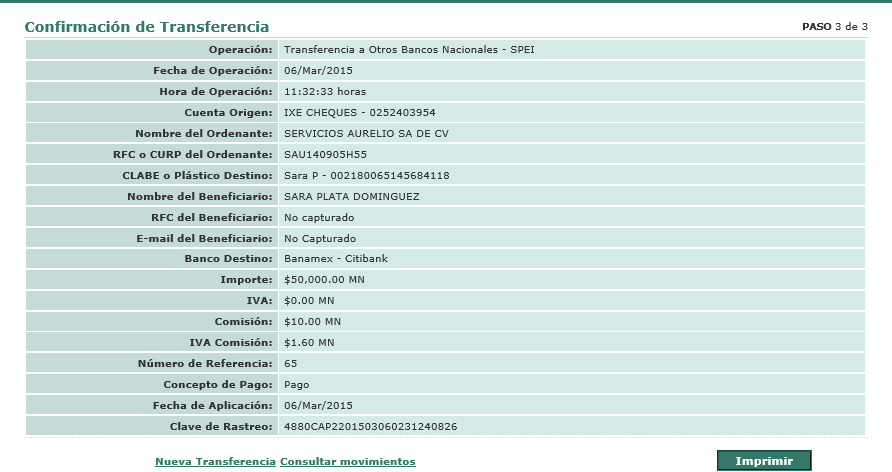 Confirmación de Transferencia
PASO 3 de 3
Operación: Transferencia a Otros Bancos Nacionales - SPEI
Fecha de Operación: 06/Mar/2015
Hora de Operación: 11:32:33 horas
Cuenta Origen: IXE CHEQUES - 0252403954
Nombre del Ordenante: SERVICIOS AURELIO SA DE CV
RFC o CURP del Ordenante: SAU140905H55
CLABE o Plástico Destino: Sara P - 002180065145684118
Nombre del Beneficiario: SARA PLATA DOMINGUEZ
RFC del Beneficiario: No capturado
E-mail del Beneficiario: No Capturado
Banco Destino: Banamex - Citibank
Importe: $50,000.00 MN
IVA: $0.00 MN
Comisión: $10.00 MN
IVA Comisión: $1.60 MN
Número de Referencia: 65
Concepto de Pago: Pago
Fecha de Aplicación: 06/Mar/2015
Clave de Rastreo: 4880CAP2201503060231240826
Nueva Transferencia Consultar movimientos
Imprimir